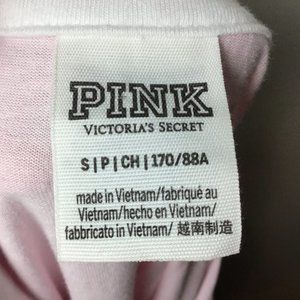 PINK
VICTORIA'S SECRET
S|P|CH|170/88A
made in Vietnam/fabriqué au
Vietnam/hecho en Vietnam/
fabbricato in Vietnam/ 越南制造